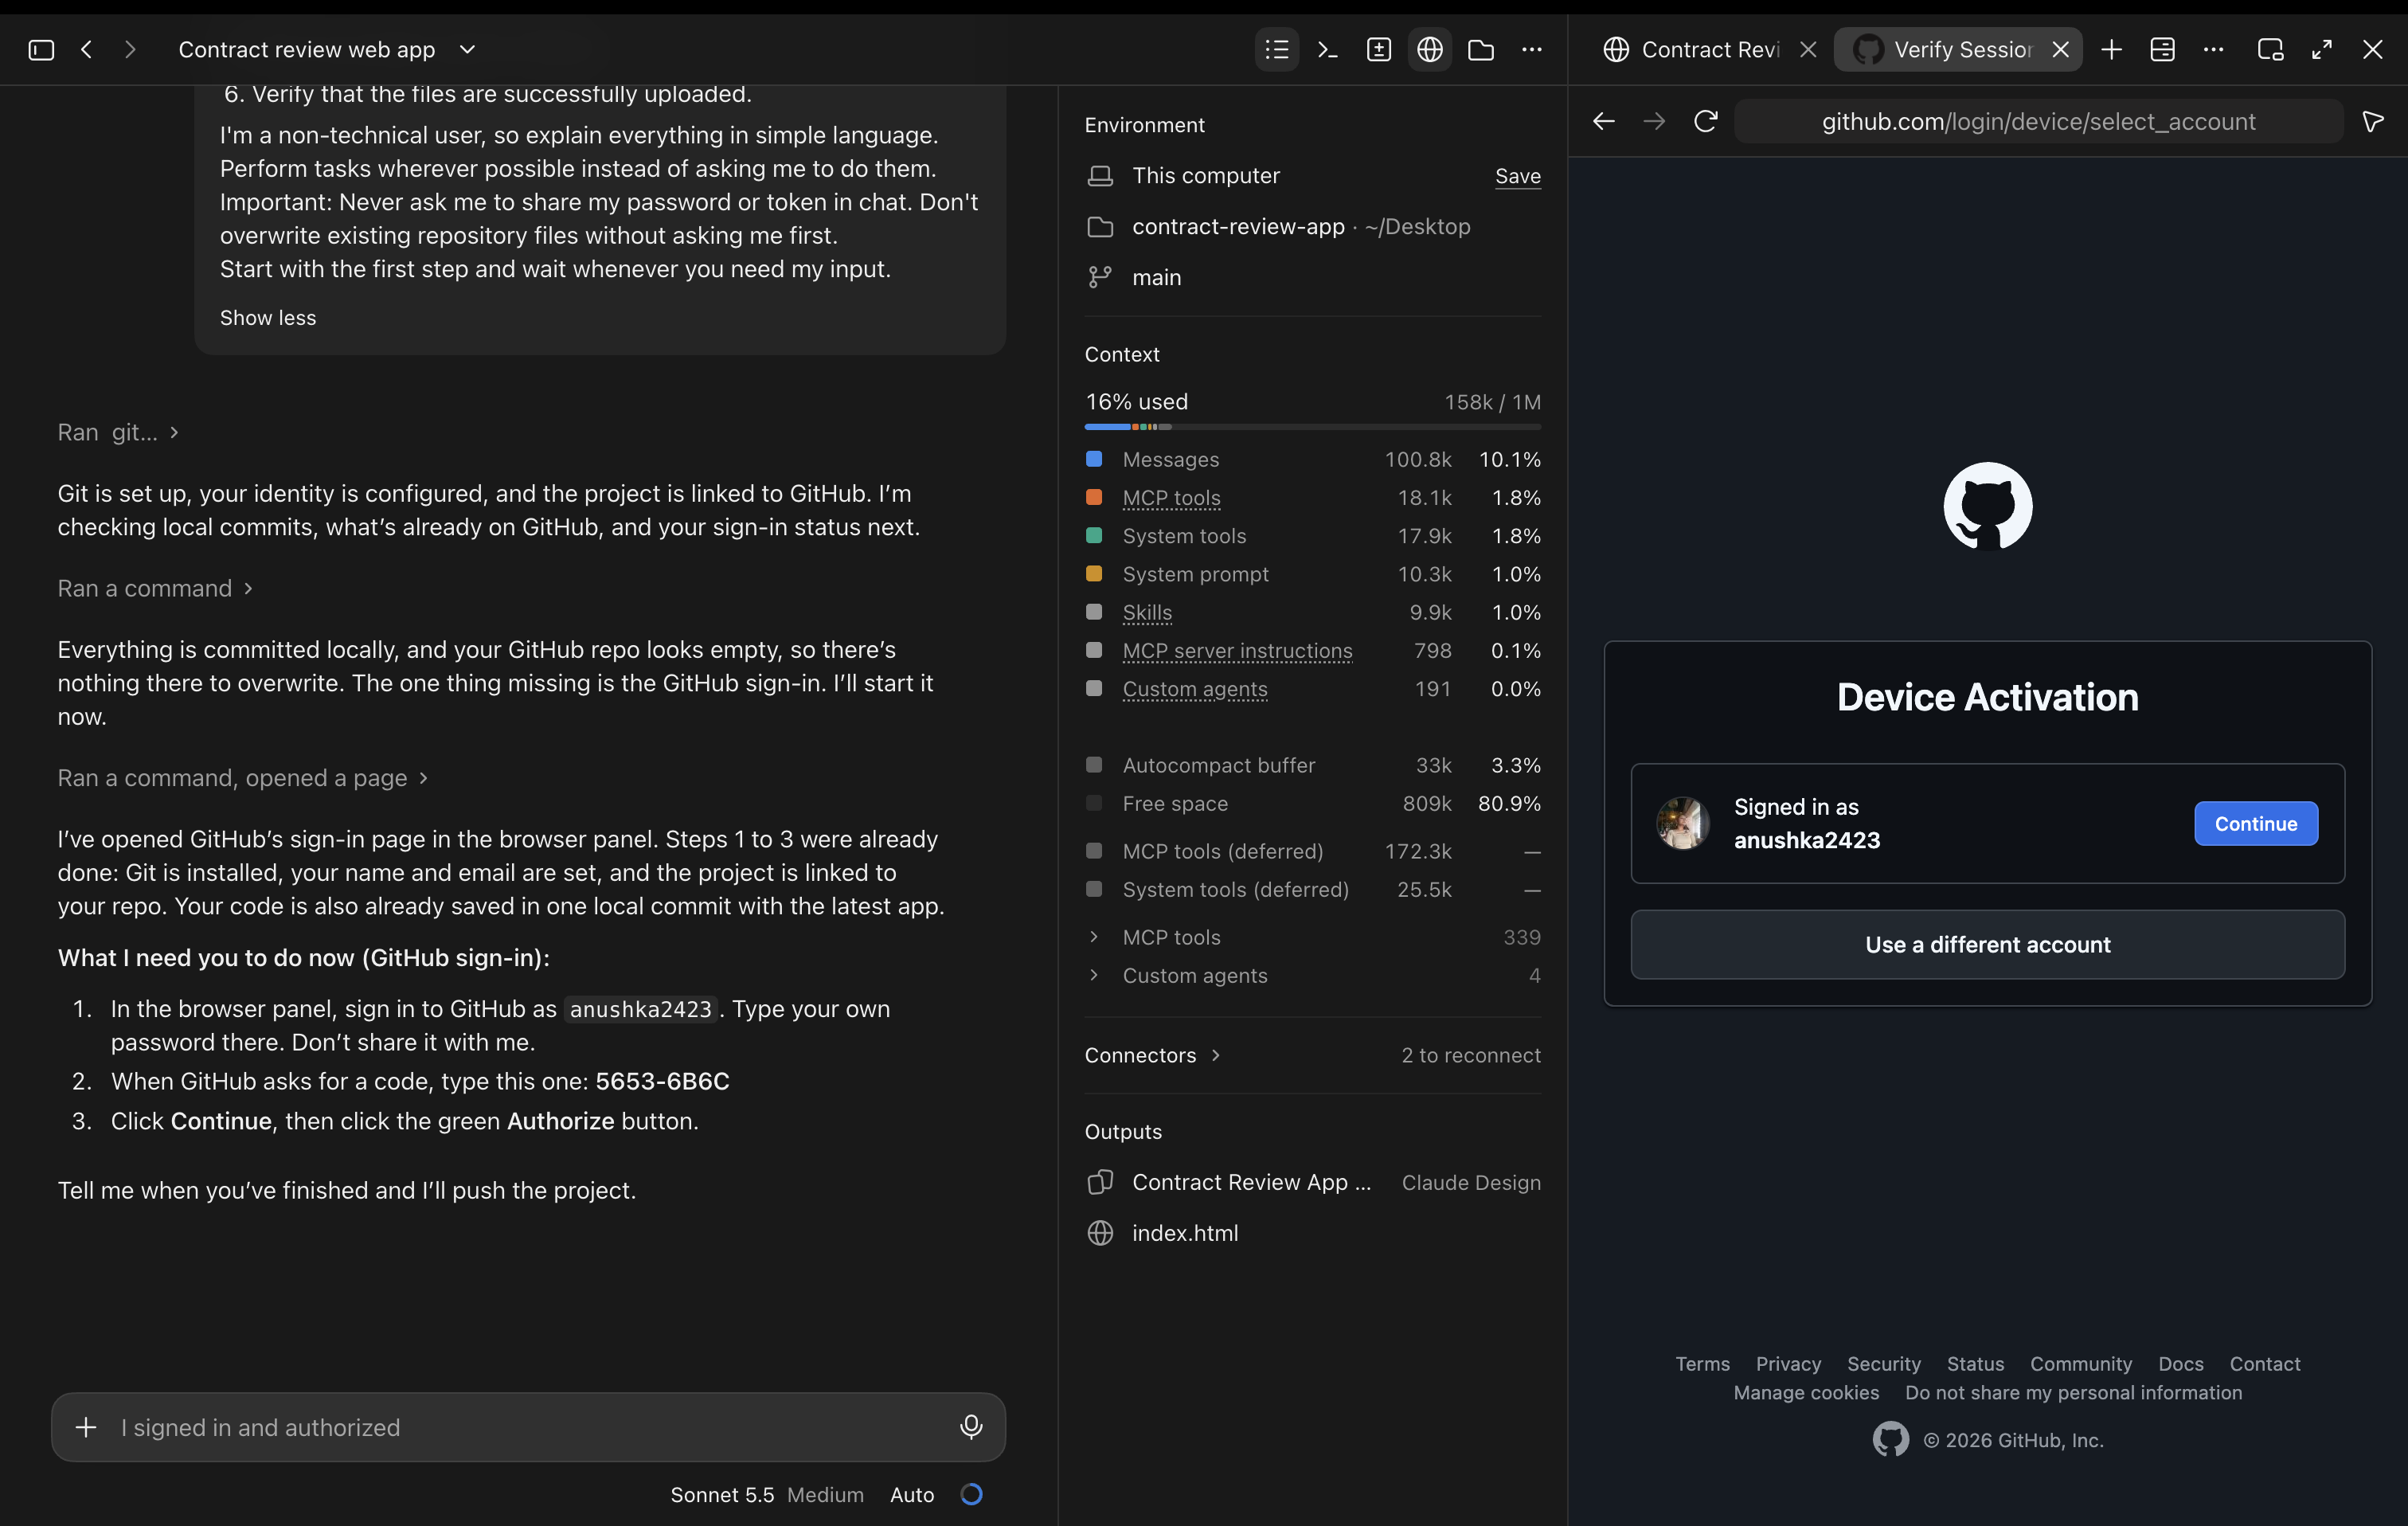 Contract review web app
6. Verify that the files are successfully uploaded.
I'm a non-technical user, so explain everything in simple language.
Perform tasks wherever possible instead of asking me to do them.
Important: Never ask me to share my password or token in chat. Don't
overwrite existing repository files without asking me first.
Start with the first step and wait whenever you need my input.
Show less
Ran git...
Git is set up, your identity is configured, and the project is linked to GitHub. I’m
checking local commits, what’s already on GitHub, and your sign-in status next.
Ran a command
Everything is committed locally, and your GitHub repo looks empty, so there’s
nothing there to overwrite. The one thing missing is the GitHub sign-in. I’ll start it
now.
Ran a command, opened a page
I’ve opened GitHub’s sign-in page in the browser panel. Steps 1 to 3 were already
done: Git is installed, your name and email are set, and the project is linked to
your repo. Your code is also already saved in one local commit with the latest app.
What I need you to do now (GitHub sign-in):
1. In the browser panel, sign in to GitHub as anushka2423. Type your own
password there. Don’t share it with me.
2. When GitHub asks for a code, type this one: 5653-6B6C
3. Click Continue, then click the green Authorize button.
Tell me when you’ve finished and I’ll push the project.
I signed in and authorized
Sonnet 5.5 Medium Auto
Environment
This computer Save
contract-review-app · ~/Desktop
main
Context
16% used 158k / 1M
Messages 100.8k 10.1%
MCP tools 18.1k 1.8%
System tools 17.9k 1.8%
System prompt 10.3k 1.0%
Skills 9.9k 1.0%
MCP server instructions 798 0.1%
Custom agents 191 0.0%
Autocompact buffer 33k 3.3%
Free space 809k 80.9%
MCP tools (deferred) 172.3k —
System tools (deferred) 25.5k —
MCP tools 339
Custom agents 4
Connectors 2 to reconnect
Outputs
Contract Review App ... Claude Design
index.html
Contract Revi Verify Session
github.com/login/device/select_account
Device Activation
Signed in as
anushka2423
Continue
Use a different account
Terms Privacy Security Status Community Docs Contact
Manage cookies Do not share my personal information
© 2026 GitHub, Inc.